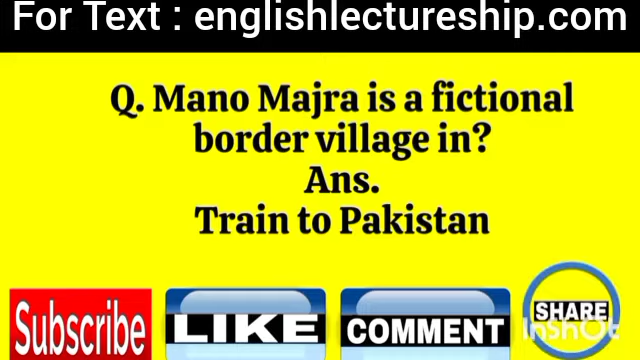 For Text : englishlectureship.com
Q. Mano Majra is a fictional
border village in?
Ans.
Train to Pakistan
Subscribe
LIKE
COMMENT
SHARE
InShOt